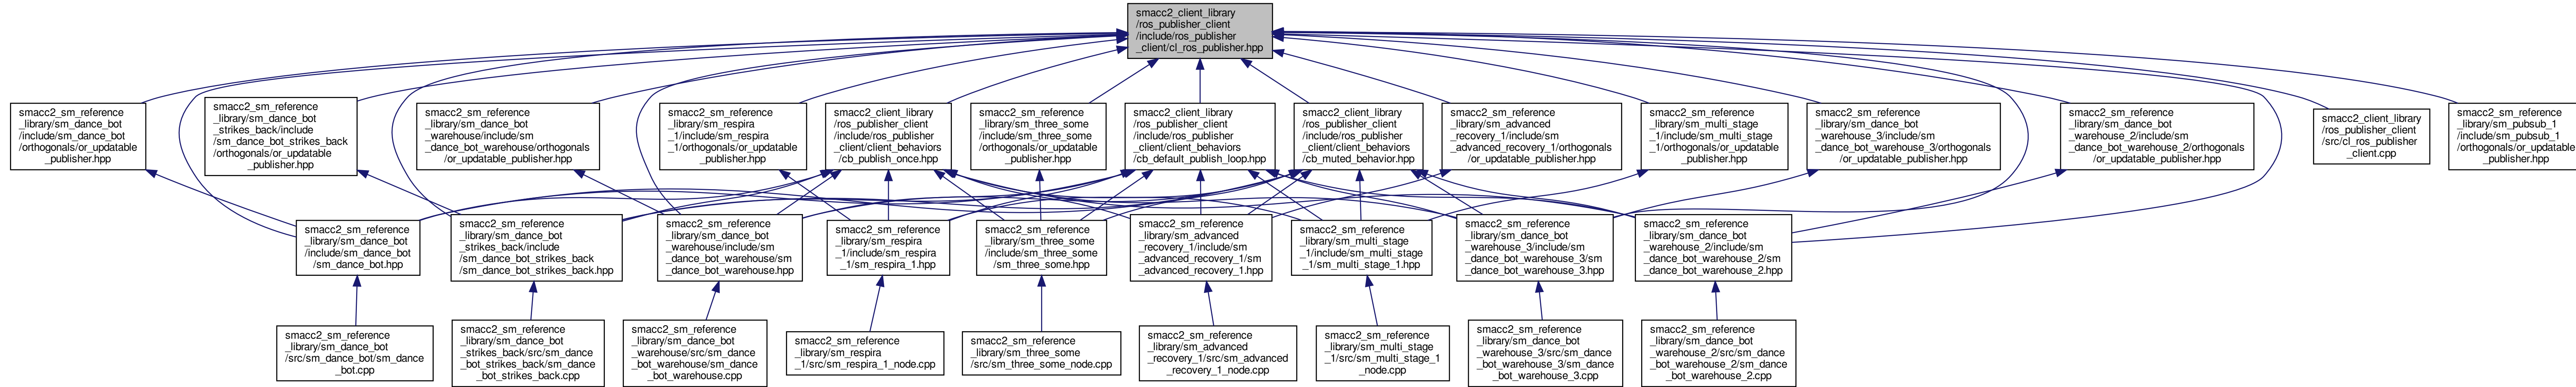 smacc2_client_library
/ros_publisher_client
/include/ros_publisher
_client/cl_ros_publisher.hpp
smacc2_sm_reference
_library/sm_dance_bot
/include/sm_dance_bot
/orthogonals/or_updatable
_publisher.hpp
smacc2_sm_reference
_library/sm_dance_bot
_strikes_back/include
/sm_dance_bot_strikes_back
/orthogonals/or_updatable
_publisher.hpp
smacc2_sm_reference
_library/sm_dance_bot
_warehouse/include/sm
_dance_bot_warehouse/orthogonals
/or_updatable_publisher.hpp
smacc2_sm_reference
_library/sm_respira
_1/include/sm_respira
_1/orthogonals/or_updatable
_publisher.hpp
smacc2_client_library
/ros_publisher_client
/include/ros_publisher
_client/client_behaviors
/cb_publish_once.hpp
smacc2_sm_reference
_library/sm_three_some
/include/sm_three_some
/orthogonals/or_updatable
_publisher.hpp
smacc2_client_library
/ros_publisher_client
/include/ros_publisher
_client/client_behaviors
/cb_default_publish_loop.hpp
smacc2_client_library
/ros_publisher_client
/include/ros_publisher
_client/client_behaviors
/cb_muted_behavior.hpp
smacc2_sm_reference
_library/sm_advanced
_recovery_1/include/sm
_advanced_recovery_1/orthogonals
/or_updatable_publisher.hpp
smacc2_sm_reference
_library/sm_multi_stage
_1/include/sm_multi_stage
_1/orthogonals/or_updatable
_publisher.hpp
smacc2_sm_reference
_library/sm_dance_bot
_warehouse_3/include/sm
_dance_bot_warehouse_3/orthogonals
/or_updatable_publisher.hpp
smacc2_sm_reference
_library/sm_dance_bot
_warehouse_2/include/sm
_dance_bot_warehouse_2/orthogonals
/or_updatable_publisher.hpp
smacc2_client_library
/ros_publisher_client
/src/cl_ros_publisher
_client.cpp
smacc2_sm_reference
_library/sm_pubsub_1
/include/sm_pubsub_1
/orthogonals/or_updatable
_publisher.hpp
smacc2_sm_reference
_library/sm_dance_bot
/include/sm_dance_bot
/sm_dance_bot.hpp
smacc2_sm_reference
_library/sm_dance_bot
_strikes_back/include
/sm_dance_bot_strikes_back
/sm_dance_bot_strikes_back.hpp
smacc2_sm_reference
_library/sm_dance_bot
_warehouse/include/sm
_dance_bot_warehouse/sm
_dance_bot_warehouse.hpp
smacc2_sm_reference
_library/sm_respira
_1/include/sm_respira
_1/sm_respira_1.hpp
smacc2_sm_reference
_library/sm_three_some
/include/sm_three_some
/sm_three_some.hpp
smacc2_sm_reference
_library/sm_advanced
_recovery_1/include/sm
_advanced_recovery_1/sm
_advanced_recovery_1.hpp
smacc2_sm_reference
_library/sm_multi_stage
_1/include/sm_multi_stage
_1/sm_multi_stage_1.hpp
smacc2_sm_reference
_library/sm_dance_bot
_warehouse_3/include/sm
_dance_bot_warehouse_3/sm
_dance_bot_warehouse_3.hpp
smacc2_sm_reference
_library/sm_dance_bot
_warehouse_2/include/sm
_dance_bot_warehouse_2/sm
_dance_bot_warehouse_2.hpp
smacc2_sm_reference
_library/sm_dance_bot
/src/sm_dance_bot/sm_dance
_bot.cpp
smacc2_sm_reference
_library/sm_dance_bot
_strikes_back/src/sm_dance
_bot_strikes_back/sm_dance
_bot_strikes_back.cpp
smacc2_sm_reference
_library/sm_dance_bot
_warehouse/src/sm_dance
_bot_warehouse/sm_dance
_bot_warehouse.cpp
smacc2_sm_reference
_library/sm_respira
_1/src/sm_respira_1_node.cpp
smacc2_sm_reference
_library/sm_three_some
/src/sm_three_some_node.cpp
smacc2_sm_reference
_library/sm_advanced
_recovery_1/src/sm_advanced
_recovery_1_node.cpp
smacc2_sm_reference
_library/sm_multi_stage
_1/src/sm_multi_stage_1
_node.cpp
smacc2_sm_reference
_library/sm_dance_bot
_warehouse_3/src/sm_dance
_bot_warehouse_3/sm_dance
_bot_warehouse_3.cpp
smacc2_sm_reference
_library/sm_dance_bot
_warehouse_2/src/sm_dance
_bot_warehouse_2/sm_dance
_bot_warehouse_2.cpp